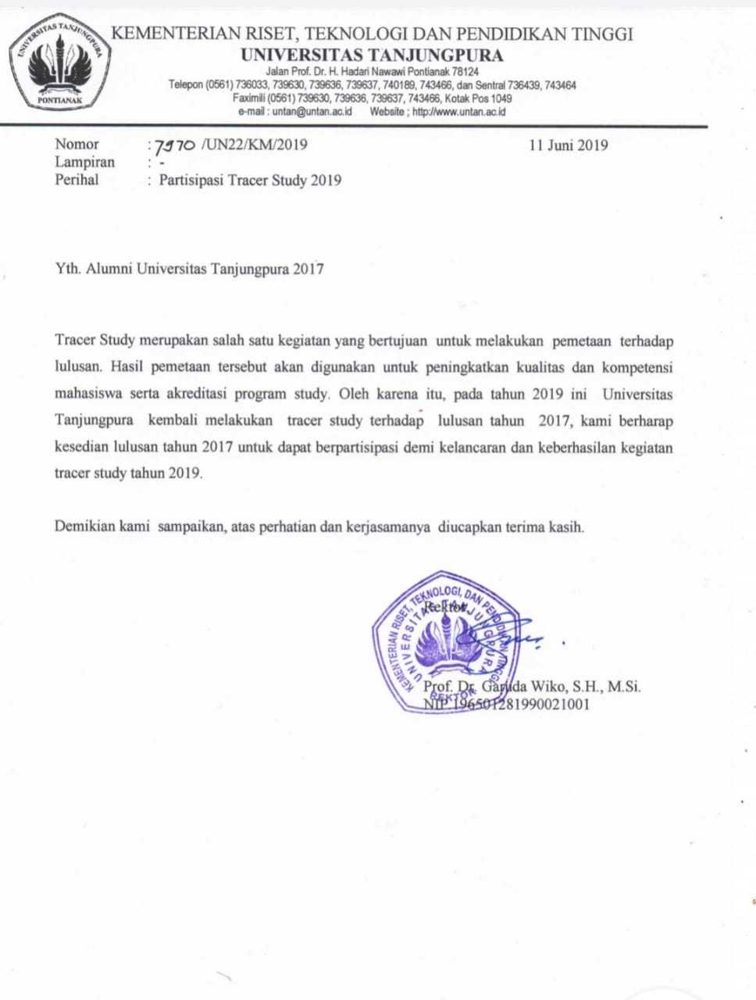 UNIVERSITAS TANJUNGPURA
PONTIANAK
KEMENTERIAN RISET, TEKNOLOGI DAN PENDIDIKAN TINGGI
UNIVERSITAS TANJUNGPURA
Jalan Prof. Dr. H. Hadari Nawawi Pontianak 78124
Telepon (0561) 736033, 739630, 739636, 739637, 740189, 743466, dan Sentral 736439, 743464
Faximili (0561) 739630, 739636, 739637, 743466, Kotak Pos 1049
e-mail : untan@untan.ac.id Website ; http://www.untan.ac.id
Nomor : 7970 /UN22/KM/2019 11 Juni 2019
Lampiran : -
Perihal : Partisipasi Tracer Study 2019
Yth. Alumni Universitas Tanjungpura 2017
Tracer Study merupakan salah satu kegiatan yang bertujuan untuk melakukan pemetaan terhadap
lulusan. Hasil pemetaan tersebut akan digunakan untuk peningkatkan kualitas dan kompetensi
mahasiswa serta akreditasi program study. Oleh karena itu, pada tahun 2019 ini Universitas
Tanjungpura kembali melakukan tracer study terhadap lulusan tahun 2017, kami berharap
kesedian lulusan tahun 2017 untuk dapat berpartisipasi demi kelancaran dan keberhasilan kegiatan
tracer study tahun 2019.
Demikian kami sampaikan, atas perhatian dan kerjasamanya diucapkan terima kasih.
Rektor,
KEMENTERIAN RISET, TEKNOLOGI, DAN PENDIDIKAN TINGGI
UNIVERSITAS TANJUNGPURA
REKTOR
Prof. Dr. Garuda Wiko, S.H., M.Si.
NIP.196501281990021001